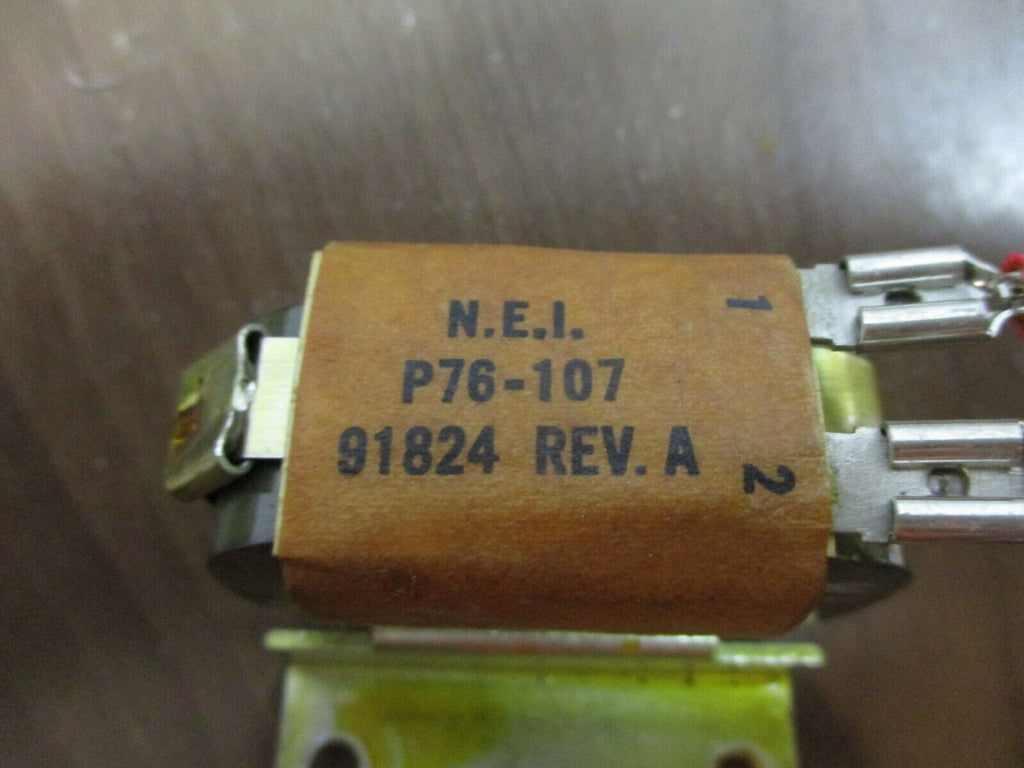 N.E.I.
P76-107
91824 REV. A
1
2